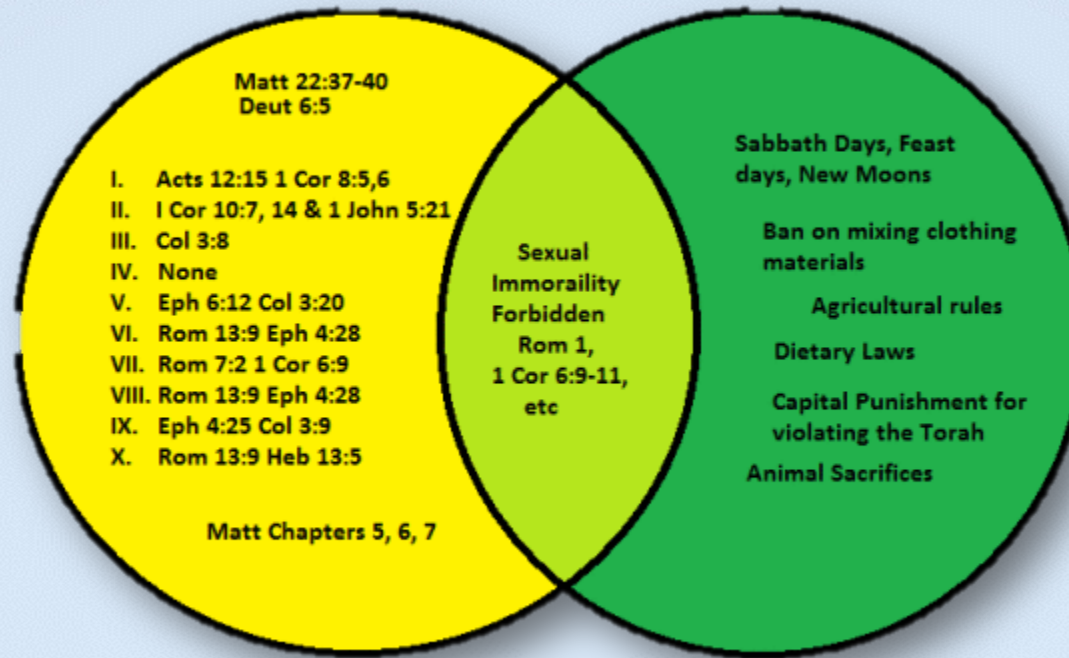 Matt 22:37-40
Deut 6:5
I. Acts 12:15 1 Cor 8:5,6
II. I Cor 10:7, 14 & 1 John 5:21
III. Col 3:8
IV. None
V. Eph 6:12 Col 3:20
VI. Rom 13:9 Eph 4:28
VII. Rom 7:2 1 Cor 6:9
VIII. Rom 13:9 Eph 4:28
IX. Eph 4:25 Col 3:9
X. Rom 13:9 Heb 13:5
Matt Chapters 5, 6, 7
Sexual
Immoraility
Forbidden
Rom 1,
1 Cor 6:9-11,
etc
Sabbath Days, Feast
days, New Moons
Ban on mixing clothing
materials
Agricultural rules
Dietary Laws
Capital Punishment for
violating the Torah
Animal Sacrifices